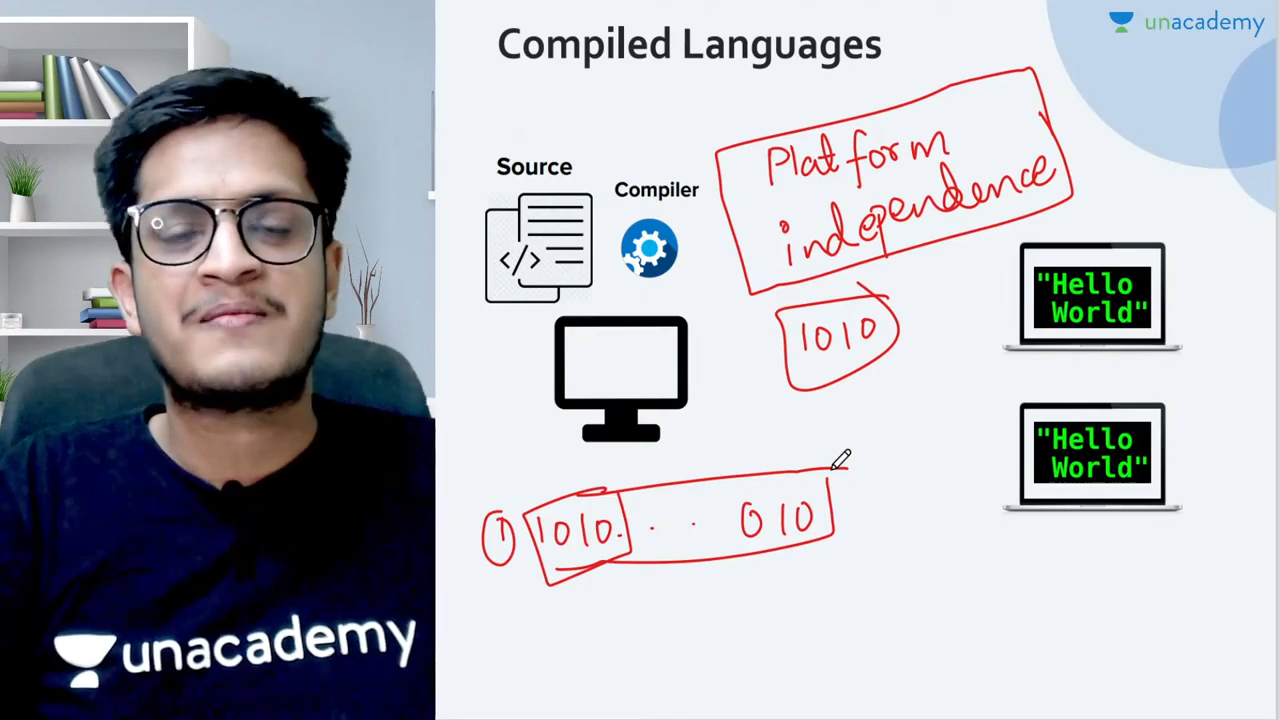 Compiled Languages
unacademy
Source
Compiler
Platform
independence
1010
"Hello
World"
"Hello
World"
1 1010. . . 010
unacademy